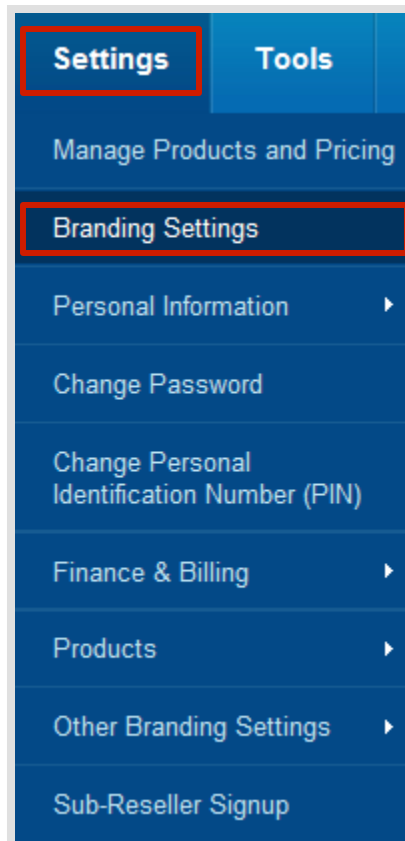 Settings Tools
Manage Products and Pricing
Branding Settings
Personal Information
Change Password
Change Personal
Identification Number (PIN)
Finance & Billing
Products
Other Branding Settings
Sub-Reseller Signup